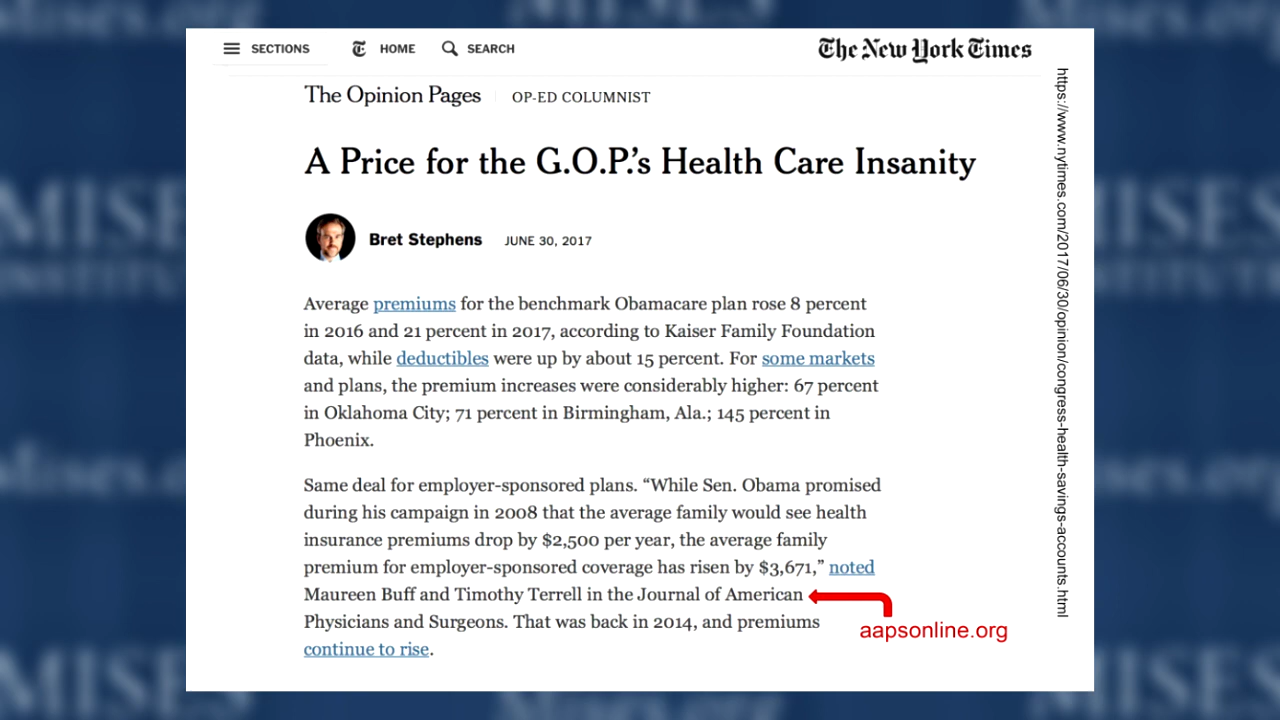 SECTIONS HOME SEARCH The New York Times
The Opinion Pages | OP-ED COLUMNIST
A Price for the G.O.P.'s Health Care Insanity
Bret Stephens JUNE 30, 2017
Average premiums for the benchmark Obamacare plan rose 8 percent
in 2016 and 21 percent in 2017, according to Kaiser Family Foundation
data, while deductibles were up by about 15 percent. For some markets
and plans, the premium increases were considerably higher: 67 percent
in Oklahoma City; 71 percent in Birmingham, Ala.; 145 percent in
Phoenix.
Same deal for employer-sponsored plans. “While Sen. Obama promised
during his campaign in 2008 that the average family would see health
insurance premiums drop by $2,500 per year, the average family
premium for employer-sponsored coverage has risen by $3,671,” noted
Maureen Buff and Timothy Terrell in the Journal of American
Physicians and Surgeons. That was back in 2014, and premiums
continue to rise.
aapsonline.org
https://www.nytimes.com/2017/06/30/opinion/congress-health-savings-accounts.html
Mises.org
MISES
INSTITUTE
Mises.org
MISES